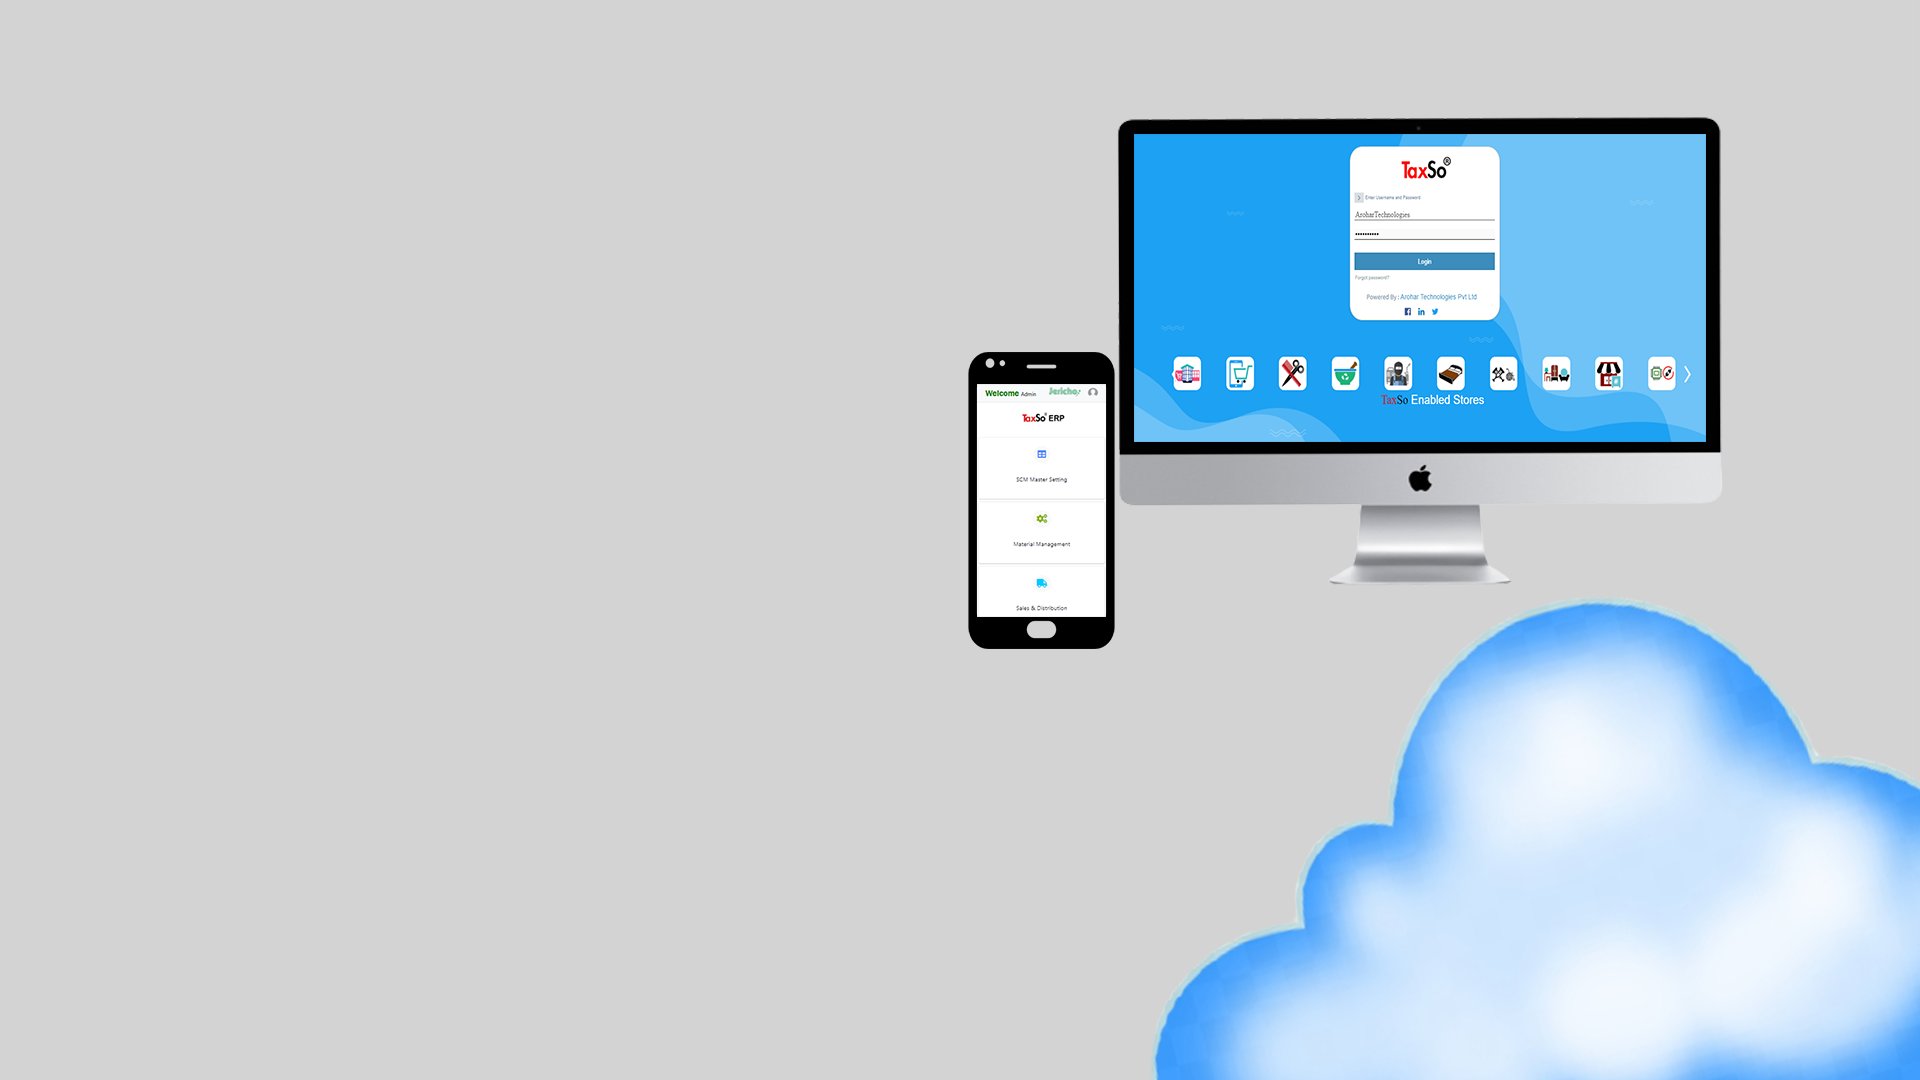 TaxSo®
Enter Username and Password
AroharTechnologies
••••••••••
Login
Forgot password?
Powered By : Arohar Technologies Pvt Ltd
TaxSo Enabled Stores
Welcome Admin
Jericho
TaxSo® ERP
SCM Master Setting
Material Management
Sales & Distribution